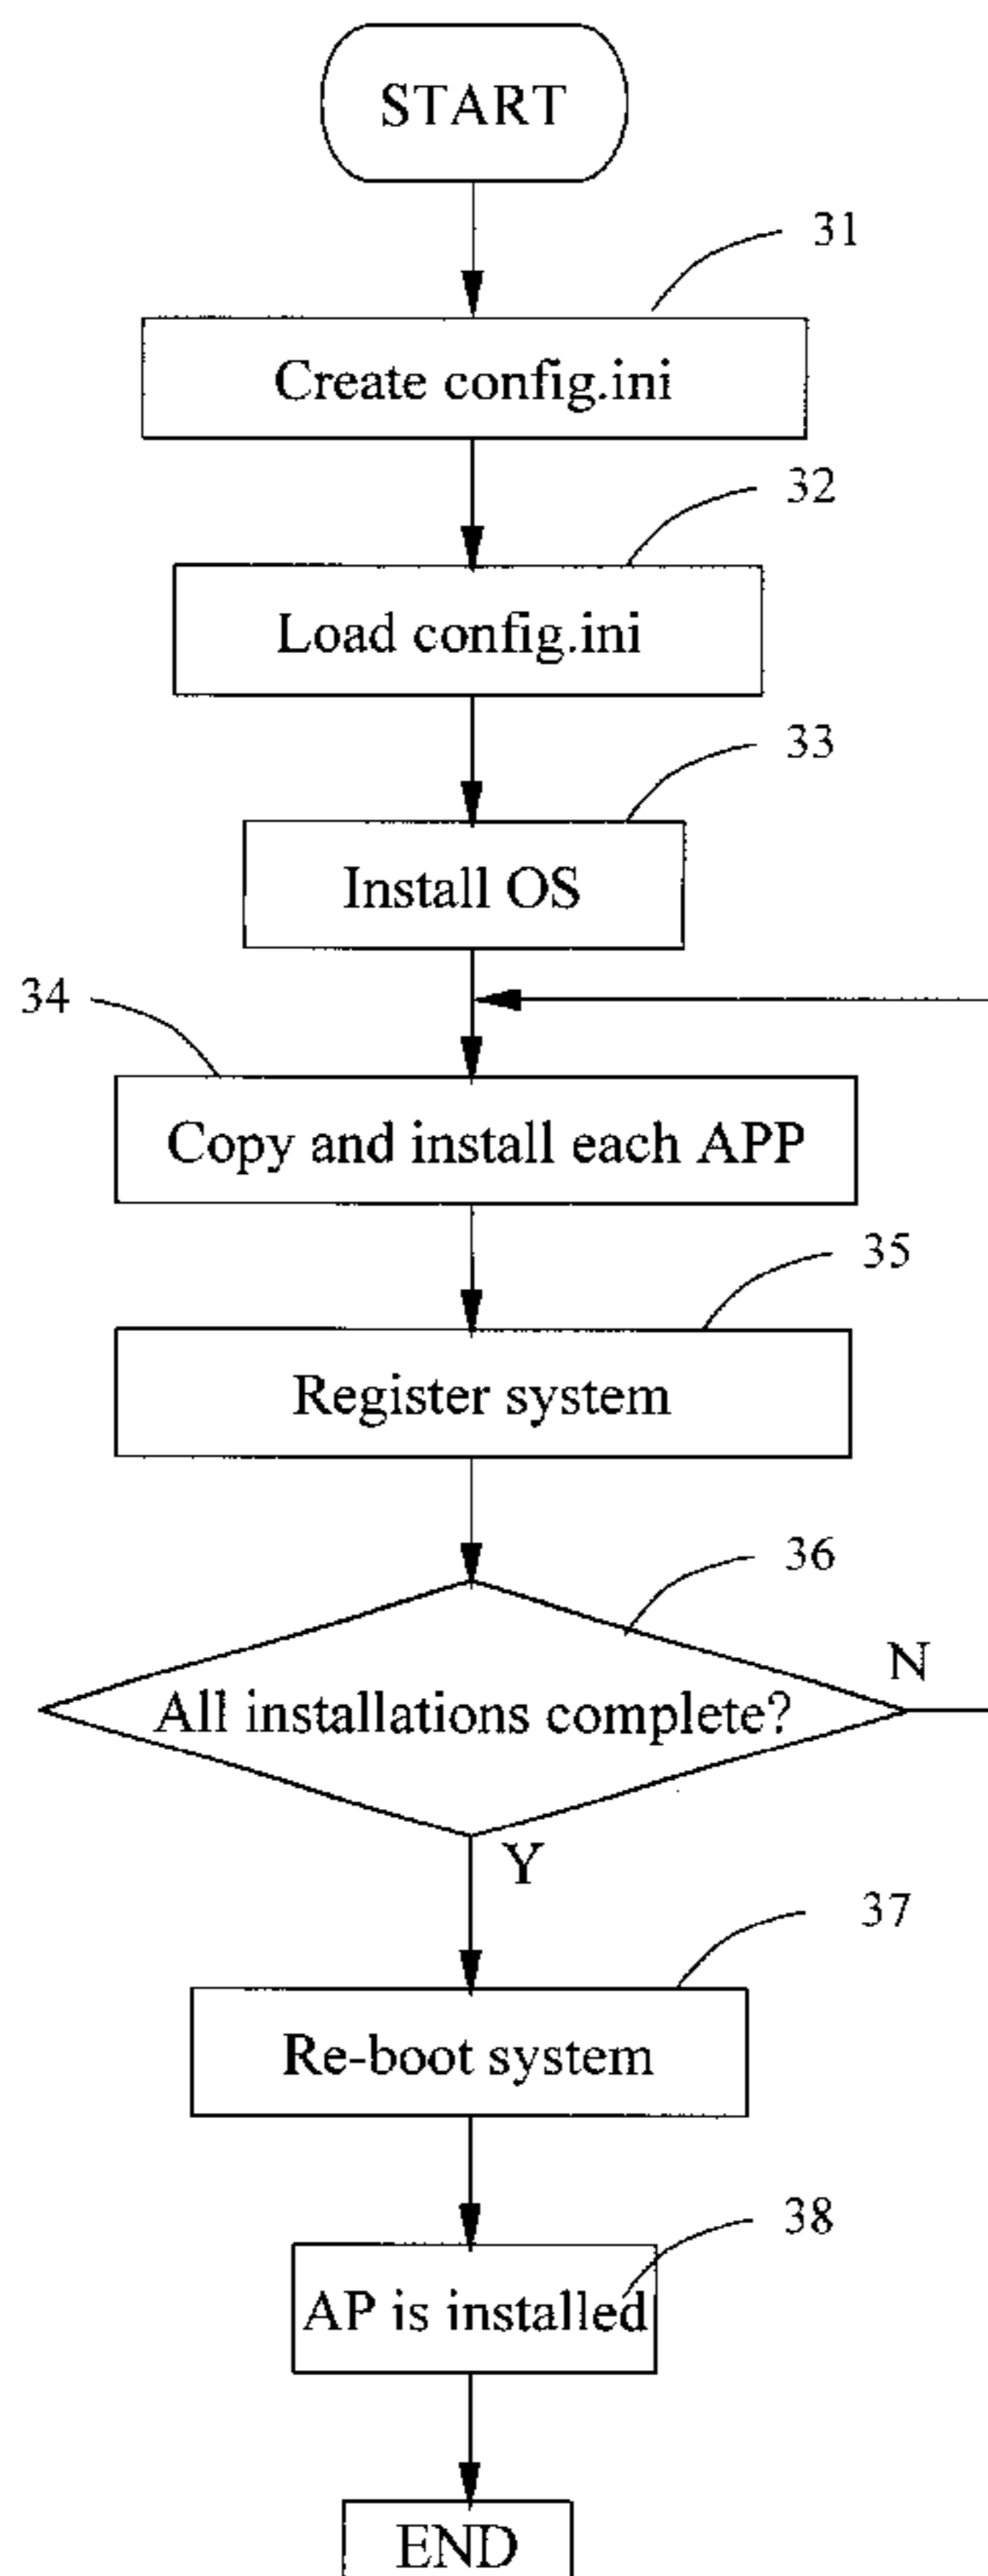 START
31
Create config.ini
32
Load config.ini
33
Install OS
34
Copy and install each APP
35
Register system
36
All installations complete?
N
Y
37
Re-boot system
38
AP is installed
END